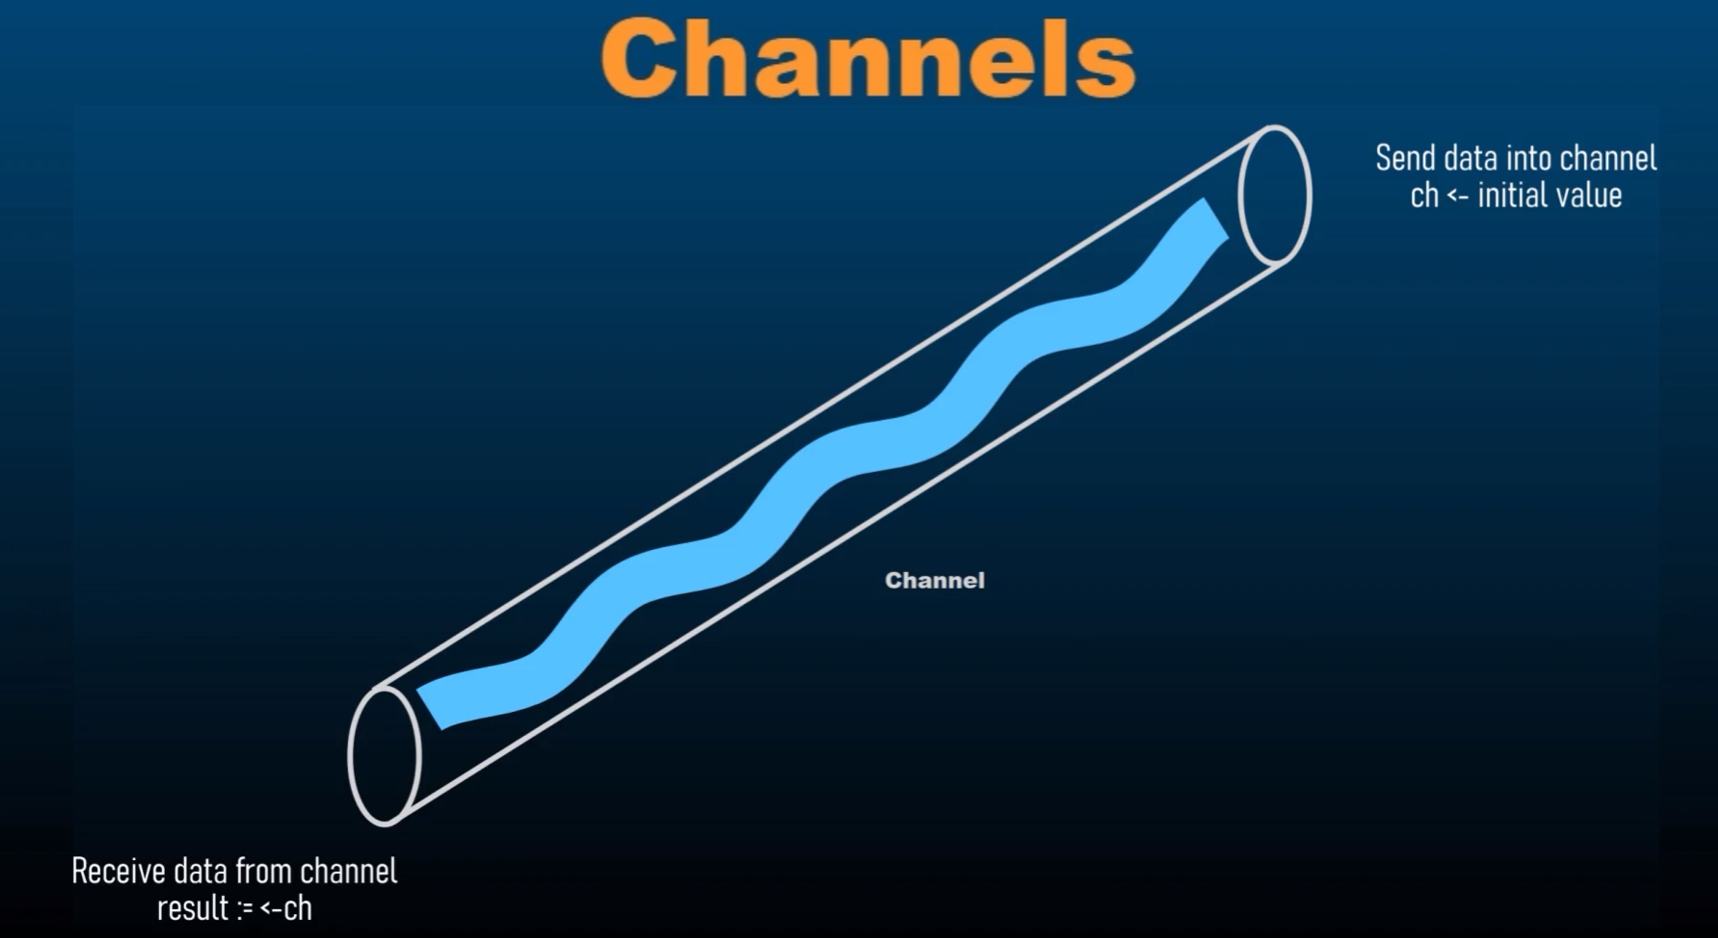 Channels
Send data into channel
ch <- initial value
Channel
Receive data from channel
result := <-ch